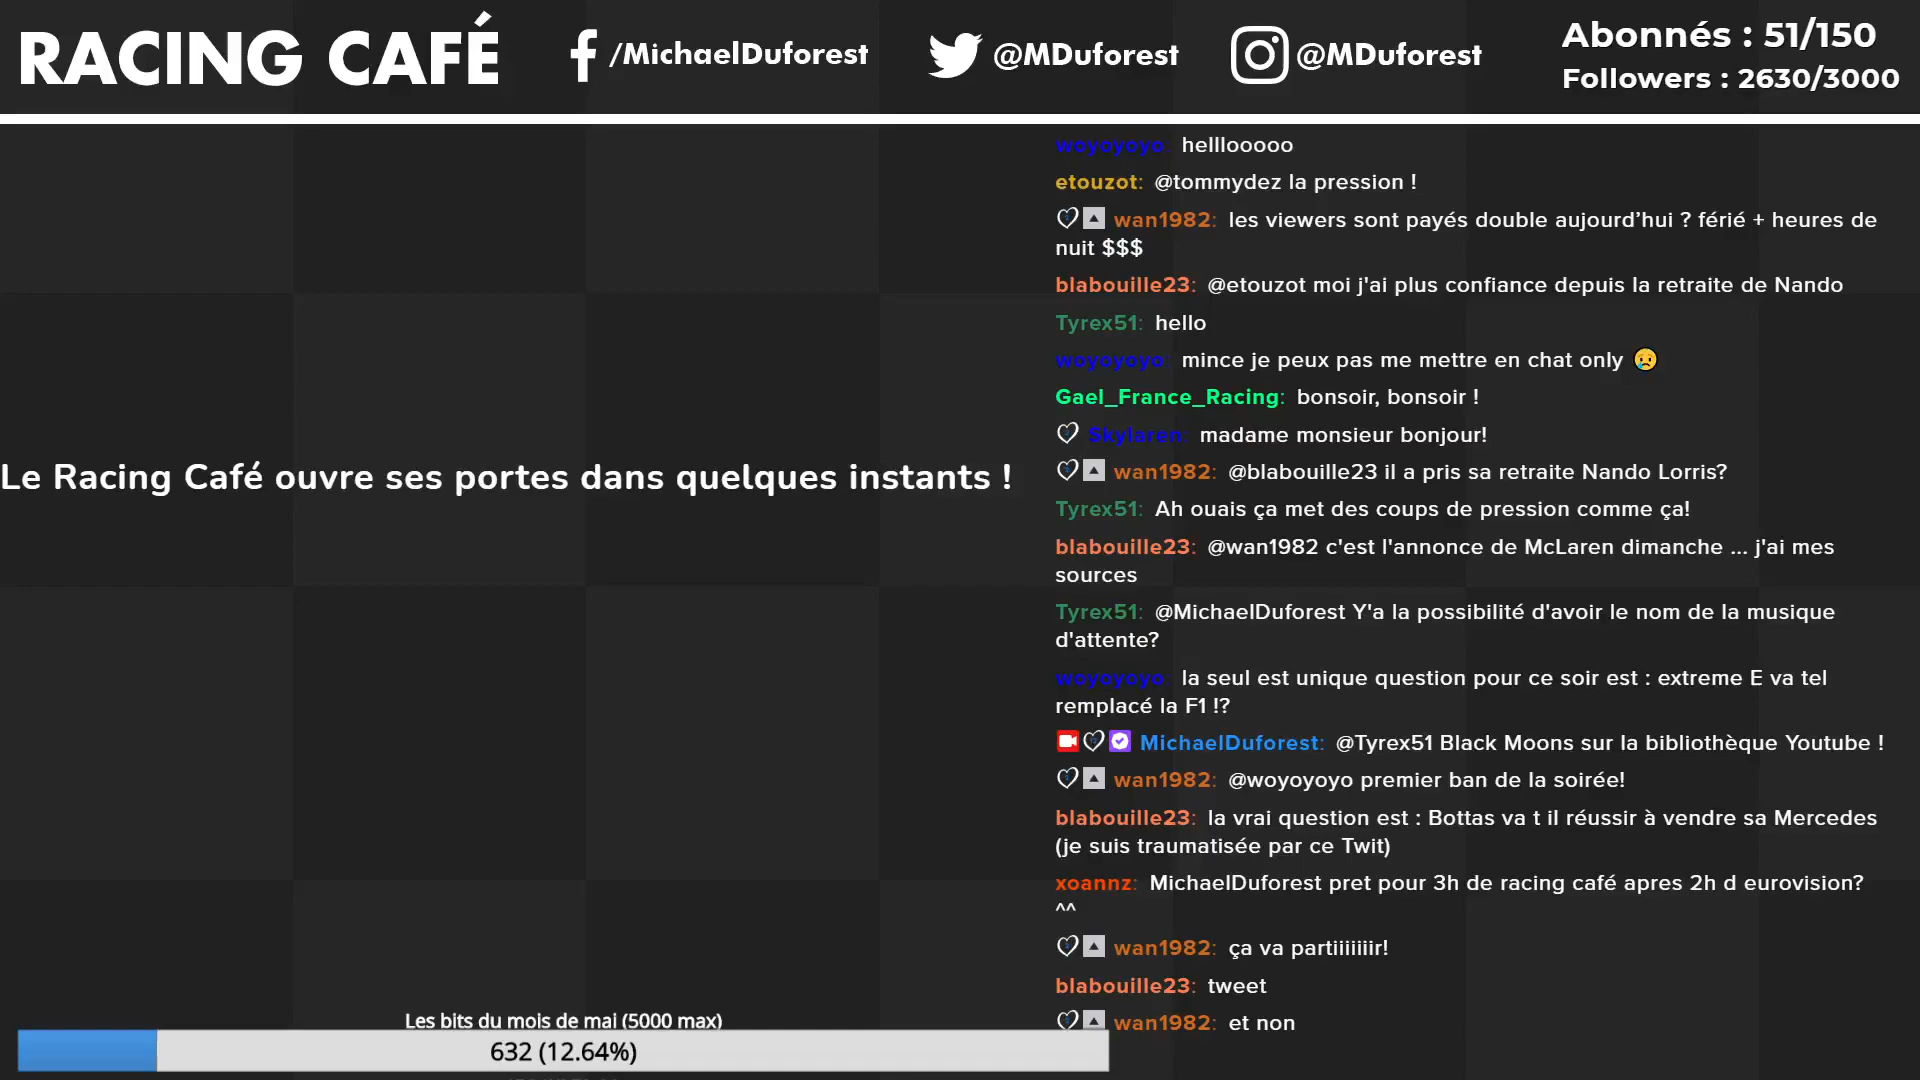 RACING CAFÉ
/MichaelDuforest
@MDuforest
@MDuforest
Abonnés : 51/150
Followers : 2630/3000
woyoyoyo: helllooooo
etouzot: @tommydez la pression !
wan1982: les viewers sont payés double aujourd’hui ? férié + heures de
nuit $$$
blabouille23: @etouzot moi j'ai plus confiance depuis la retraite de Nando
Tyrex51: hello
woyoyoyo: mince je peux pas me mettre en chat only 😢
Gael_France_Racing: bonsoir, bonsoir !
Skylaren: madame monsieur bonjour!
wan1982: @blabouille23 il a pris sa retraite Nando Lorris?
Le Racing Café ouvre ses portes dans quelques instants !
Tyrex51: Ah ouais ça met des coups de pression comme ça!
blabouille23: @wan1982 c'est l'annonce de McLaren dimanche ... j'ai mes
sources
Tyrex51: @MichaelDuforest Y'a la possibilité d'avoir le nom de la musique
d'attente?
woyoyoyo: la seul est unique question pour ce soir est : extreme E va tel
remplacé la F1 !?
MichaelDuforest: @Tyrex51 Black Moons sur la bibliothèque Youtube !
wan1982: @woyoyoyo premier ban de la soirée!
blabouille23: la vrai question est : Bottas va t il réussir à vendre sa Mercedes
(je suis traumatisée par ce Twit)
xoannz: MichaelDuforest pret pour 3h de racing café apres 2h d eurovision?
^^
wan1982: ça va partiiiiiiir!
blabouille23: tweet
wan1982: et non
Les bits du mois de mai (5000 max)
632 (12.64%)